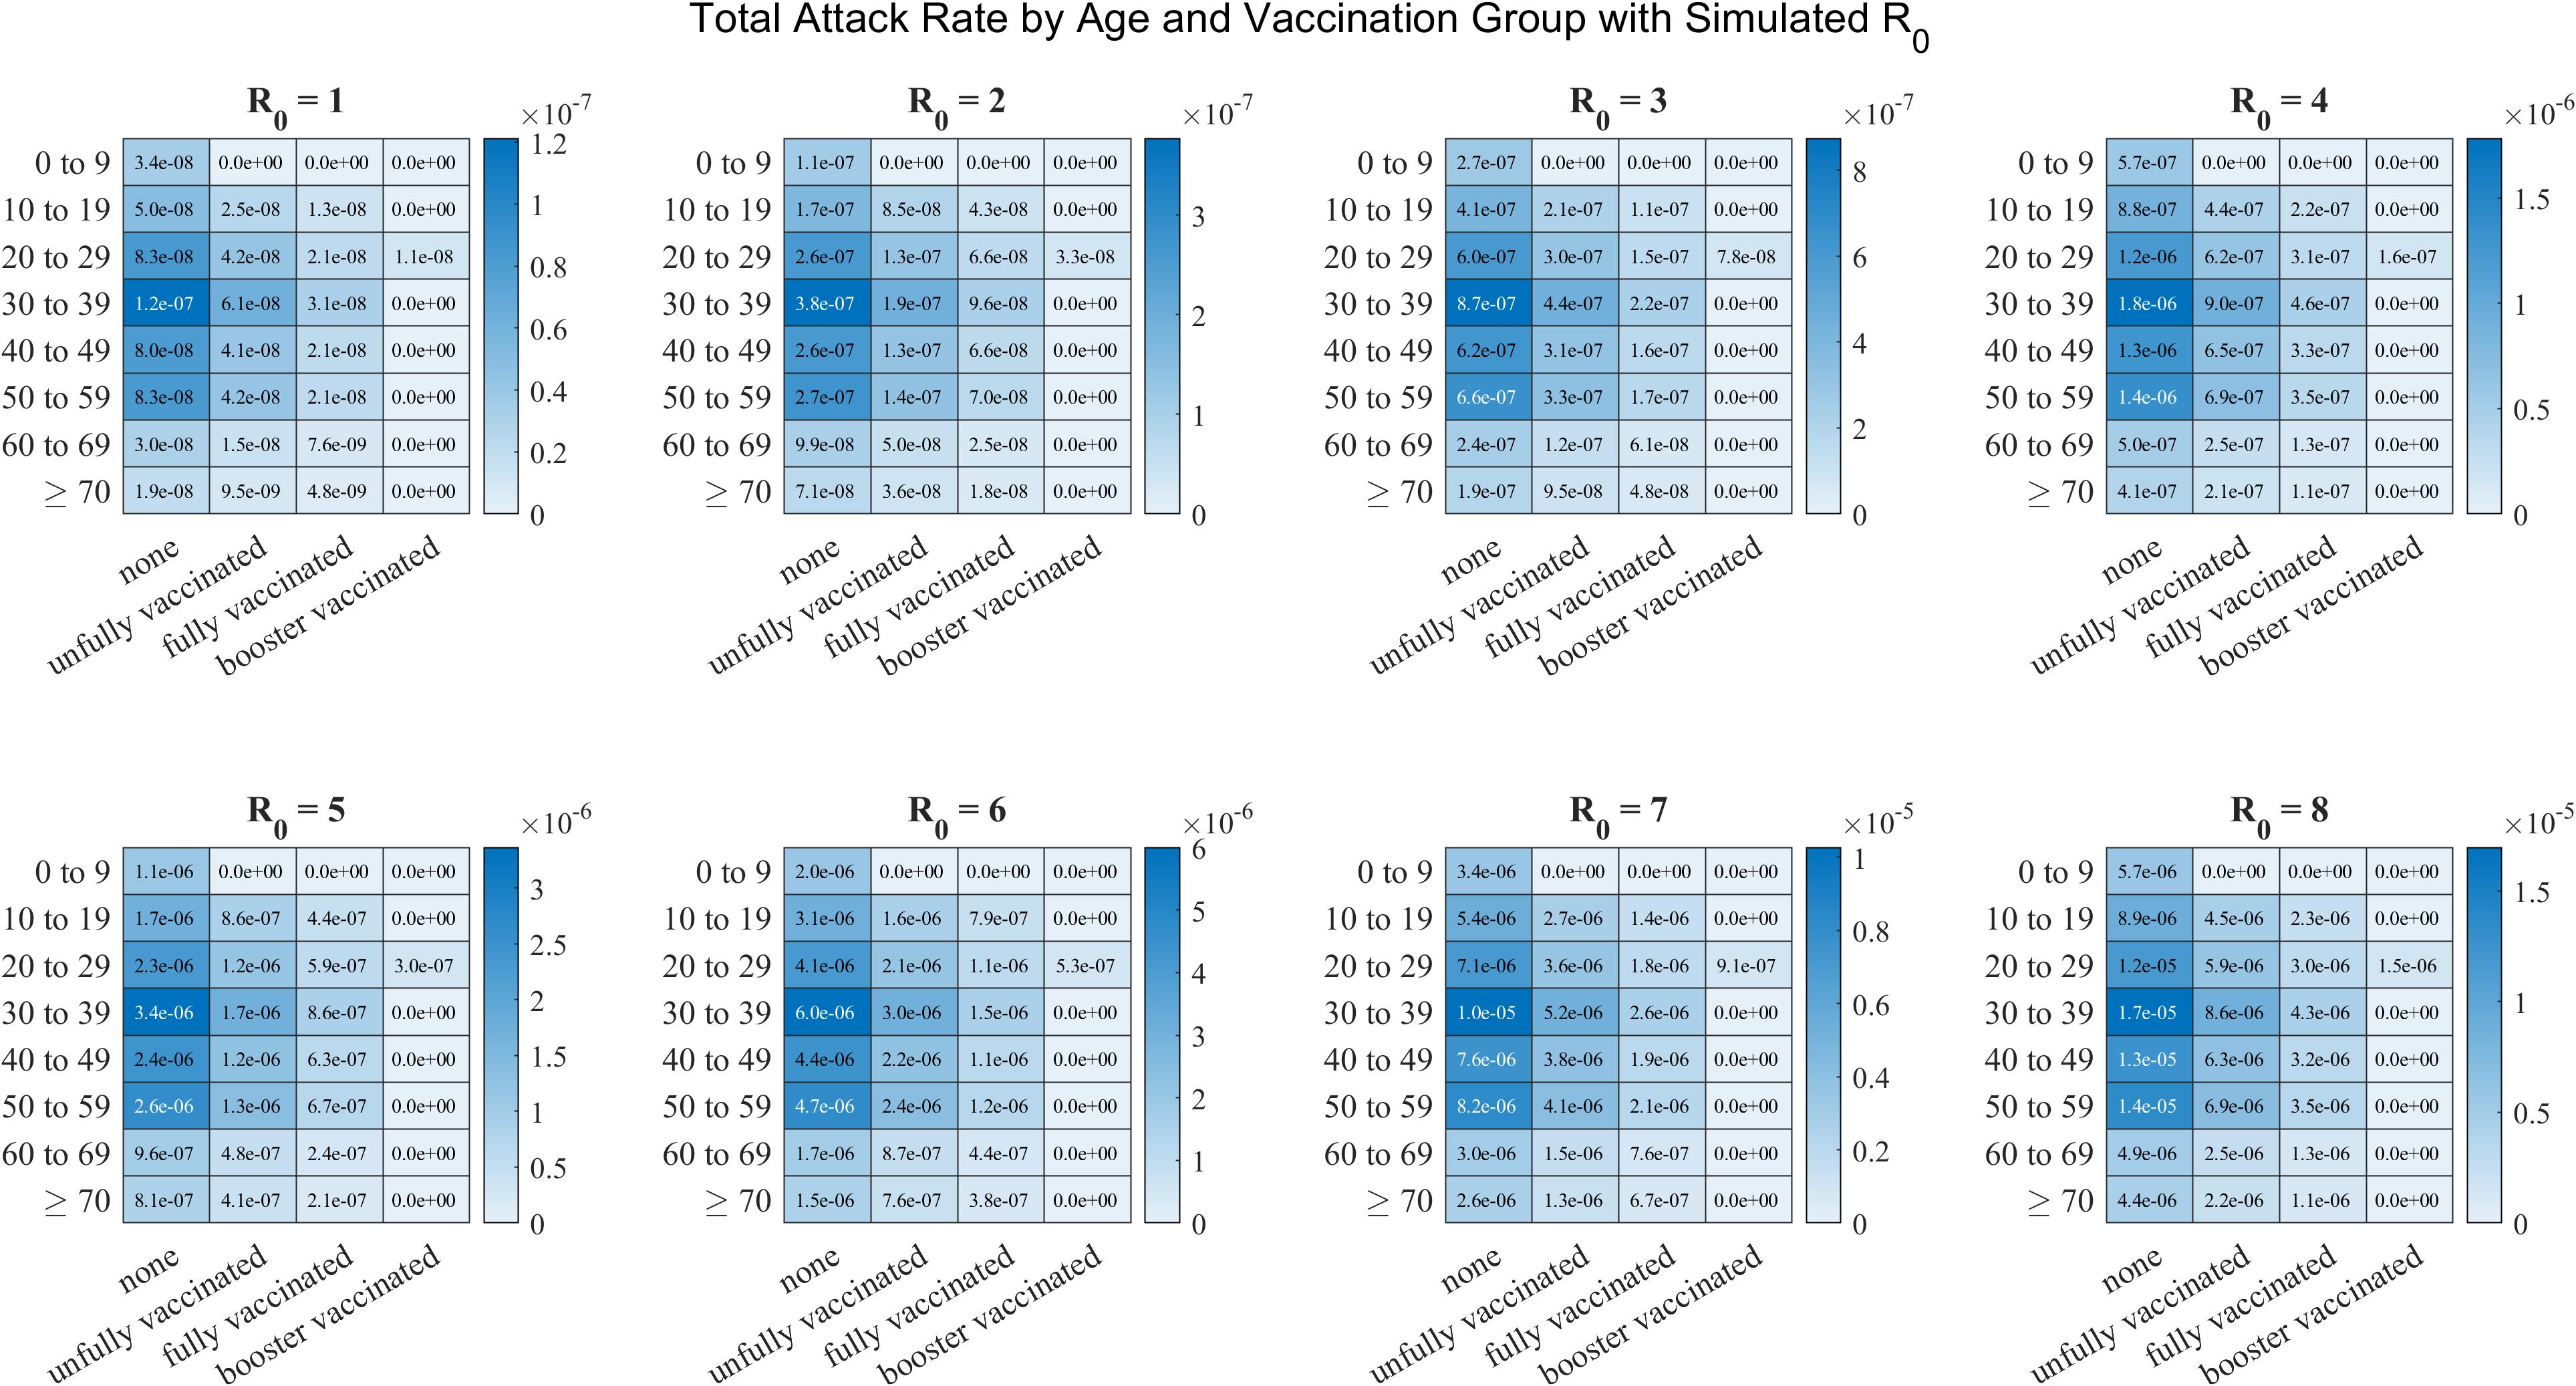 Total Attack Rate by Age and Vaccination Group with Simulated R0
R0 = 1
×10-7
0 to 9 3.4e-08 0.0e+00 0.0e+00 0.0e+00
10 to 19 5.0e-08 2.5e-08 1.3e-08 0.0e+00
20 to 29 8.3e-08 4.2e-08 2.1e-08 1.1e-08
30 to 39 1.2e-07 6.1e-08 3.1e-08 0.0e+00
40 to 49 8.0e-08 4.1e-08 2.1e-08 0.0e+00
50 to 59 8.3e-08 4.2e-08 2.1e-08 0.0e+00
60 to 69 3.0e-08 1.5e-08 7.6e-09 0.0e+00
≥ 70 1.9e-08 9.5e-09 4.8e-09 0.0e+00
1.2
1
0.8
0.6
0.4
0.2
0
none
unfully vaccinated
fully vaccinated
booster vaccinated
R0 = 2
×10-7
0 to 9 1.1e-07 0.0e+00 0.0e+00 0.0e+00
10 to 19 1.7e-07 8.5e-08 4.3e-08 0.0e+00
20 to 29 2.6e-07 1.3e-07 6.6e-08 3.3e-08
30 to 39 3.8e-07 1.9e-07 9.6e-08 0.0e+00
40 to 49 2.6e-07 1.3e-07 6.6e-08 0.0e+00
50 to 59 2.7e-07 1.4e-07 7.0e-08 0.0e+00
60 to 69 9.9e-08 5.0e-08 2.5e-08 0.0e+00
≥ 70 7.1e-08 3.6e-08 1.8e-08 0.0e+00
3
2
1
0
none
unfully vaccinated
fully vaccinated
booster vaccinated
R0 = 3
×10-7
0 to 9 2.7e-07 0.0e+00 0.0e+00 0.0e+00
10 to 19 4.1e-07 2.1e-07 1.1e-07 0.0e+00
20 to 29 6.0e-07 3.0e-07 1.5e-07 7.8e-08
30 to 39 8.7e-07 4.4e-07 2.2e-07 0.0e+00
40 to 49 6.2e-07 3.1e-07 1.6e-07 0.0e+00
50 to 59 6.6e-07 3.3e-07 1.7e-07 0.0e+00
60 to 69 2.4e-07 1.2e-07 6.1e-08 0.0e+00
≥ 70 1.9e-07 9.5e-08 4.8e-08 0.0e+00
8
6
4
2
0
none
unfully vaccinated
fully vaccinated
booster vaccinated
R0 = 4
×10-6
0 to 9 5.7e-07 0.0e+00 0.0e+00 0.0e+00
10 to 19 8.8e-07 4.4e-07 2.2e-07 0.0e+00
20 to 29 1.2e-06 6.2e-07 3.1e-07 1.6e-07
30 to 39 1.8e-06 9.0e-07 4.6e-07 0.0e+00
40 to 49 1.3e-06 6.5e-07 3.3e-07 0.0e+00
50 to 59 1.4e-06 6.9e-07 3.5e-07 0.0e+00
60 to 69 5.0e-07 2.5e-07 1.3e-07 0.0e+00
≥ 70 4.1e-07 2.1e-07 1.1e-07 0.0e+00
1.5
1
0.5
0
none
unfully vaccinated
fully vaccinated
booster vaccinated
R0 = 5
×10-6
0 to 9 1.1e-06 0.0e+00 0.0e+00 0.0e+00
10 to 19 1.7e-06 8.6e-07 4.4e-07 0.0e+00
20 to 29 2.3e-06 1.2e-06 5.9e-07 3.0e-07
30 to 39 3.4e-06 1.7e-06 8.6e-07 0.0e+00
40 to 49 2.4e-06 1.2e-06 6.3e-07 0.0e+00
50 to 59 2.6e-06 1.3e-06 6.7e-07 0.0e+00
60 to 69 9.6e-07 4.8e-07 2.4e-07 0.0e+00
≥ 70 8.1e-07 4.1e-07 2.1e-07 0.0e+00
3
2.5
2
1.5
1
0.5
0
none
unfully vaccinated
fully vaccinated
booster vaccinated
R0 = 6
×10-6
0 to 9 2.0e-06 0.0e+00 0.0e+00 0.0e+00
10 to 19 3.1e-06 1.6e-06 7.9e-07 0.0e+00
20 to 29 4.1e-06 2.1e-06 1.1e-06 5.3e-07
30 to 39 6.0e-06 3.0e-06 1.5e-06 0.0e+00
40 to 49 4.4e-06 2.2e-06 1.1e-06 0.0e+00
50 to 59 4.7e-06 2.4e-06 1.2e-06 0.0e+00
60 to 69 1.7e-06 8.7e-07 4.4e-07 0.0e+00
≥ 70 1.5e-06 7.6e-07 3.8e-07 0.0e+00
6
5
4
3
2
1
0
none
unfully vaccinated
fully vaccinated
booster vaccinated
R0 = 7
×10-5
0 to 9 3.4e-06 0.0e+00 0.0e+00 0.0e+00
10 to 19 5.4e-06 2.7e-06 1.4e-06 0.0e+00
20 to 29 7.1e-06 3.6e-06 1.8e-06 9.1e-07
30 to 39 1.0e-05 5.2e-06 2.6e-06 0.0e+00
40 to 49 7.6e-06 3.8e-06 1.9e-06 0.0e+00
50 to 59 8.2e-06 4.1e-06 2.1e-06 0.0e+00
60 to 69 3.0e-06 1.5e-06 7.6e-07 0.0e+00
≥ 70 2.6e-06 1.3e-06 6.7e-07 0.0e+00
1
0.8
0.6
0.4
0.2
0
none
unfully vaccinated
fully vaccinated
booster vaccinated
R0 = 8
×10-5
0 to 9 5.7e-06 0.0e+00 0.0e+00 0.0e+00
10 to 19 8.9e-06 4.5e-06 2.3e-06 0.0e+00
20 to 29 1.2e-05 5.9e-06 3.0e-06 1.5e-06
30 to 39 1.7e-05 8.6e-06 4.3e-06 0.0e+00
40 to 49 1.3e-05 6.3e-06 3.2e-06 0.0e+00
50 to 59 1.4e-05 6.9e-06 3.5e-06 0.0e+00
60 to 69 4.9e-06 2.5e-06 1.3e-06 0.0e+00
≥ 70 4.4e-06 2.2e-06 1.1e-06 0.0e+00
1.5
1
0.5
0
none
unfully vaccinated
fully vaccinated
booster vaccinated